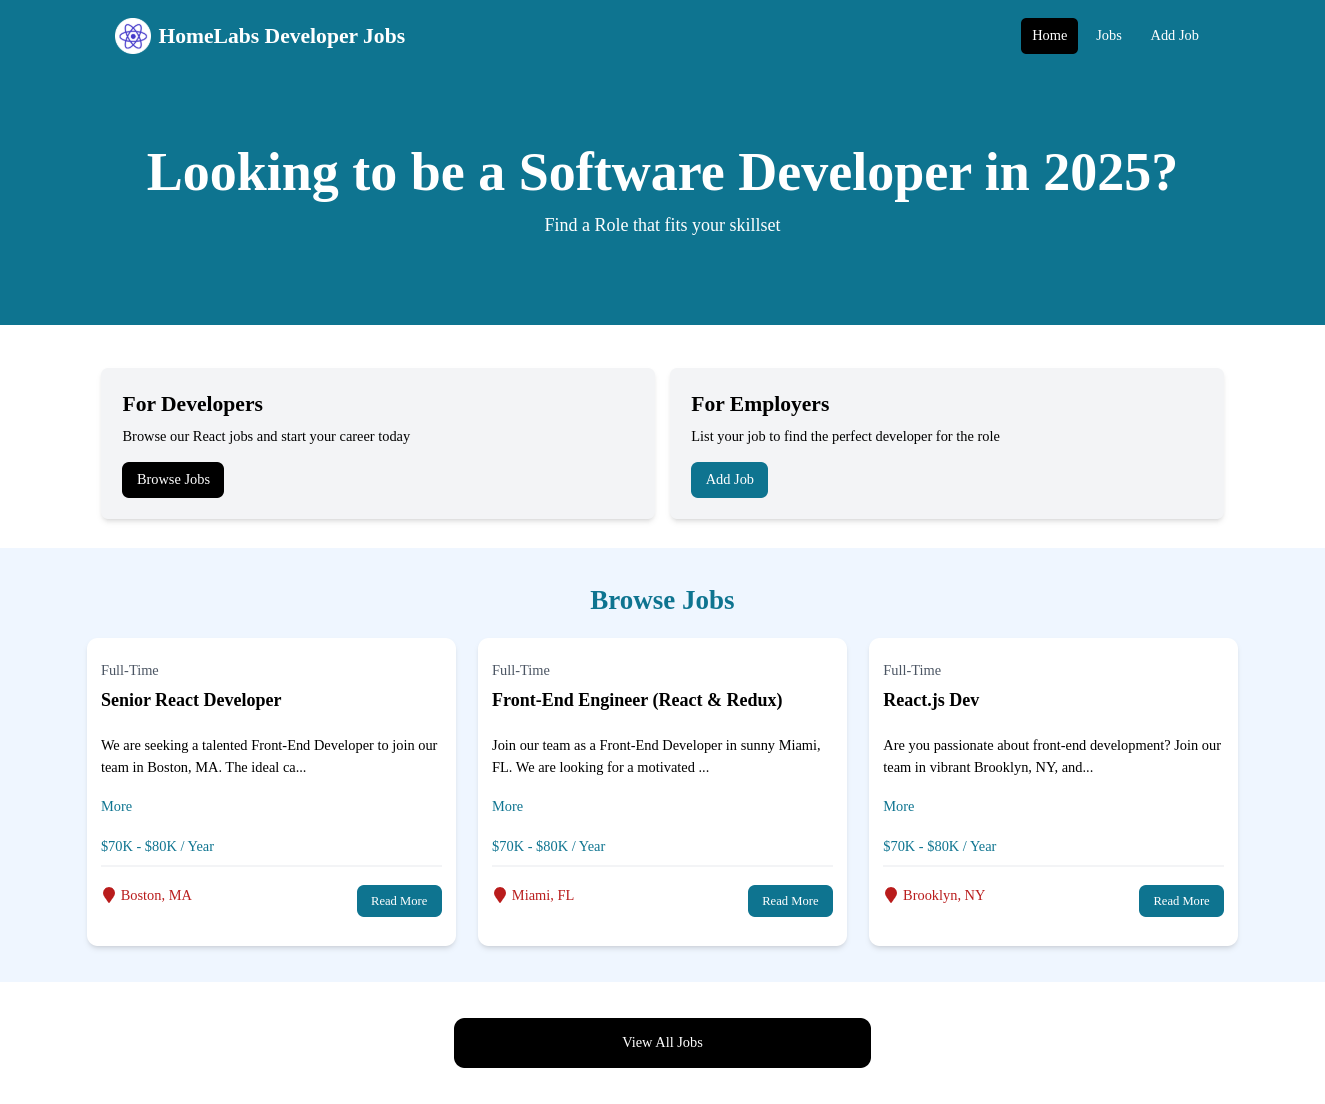 HomeLabs Developer Jobs
Home
Jobs
Add Job
Looking to be a Software Developer in 2025?
Find a Role that fits your skillset
For Developers
Browse our React jobs and start your career today
Browse Jobs
For Employers
List your job to find the perfect developer for the role
Add Job
Browse Jobs
Full-Time
Senior React Developer
We are seeking a talented Front-End Developer to join our
team in Boston, MA. The ideal ca...
More
$70K - $80K / Year
Boston, MA
Read More
Full-Time
Front-End Engineer (React & Redux)
Join our team as a Front-End Developer in sunny Miami,
FL. We are looking for a motivated ...
More
$70K - $80K / Year
Miami, FL
Read More
Full-Time
React.js Dev
Are you passionate about front-end development? Join our
team in vibrant Brooklyn, NY, and...
More
$70K - $80K / Year
Brooklyn, NY
Read More
View All Jobs